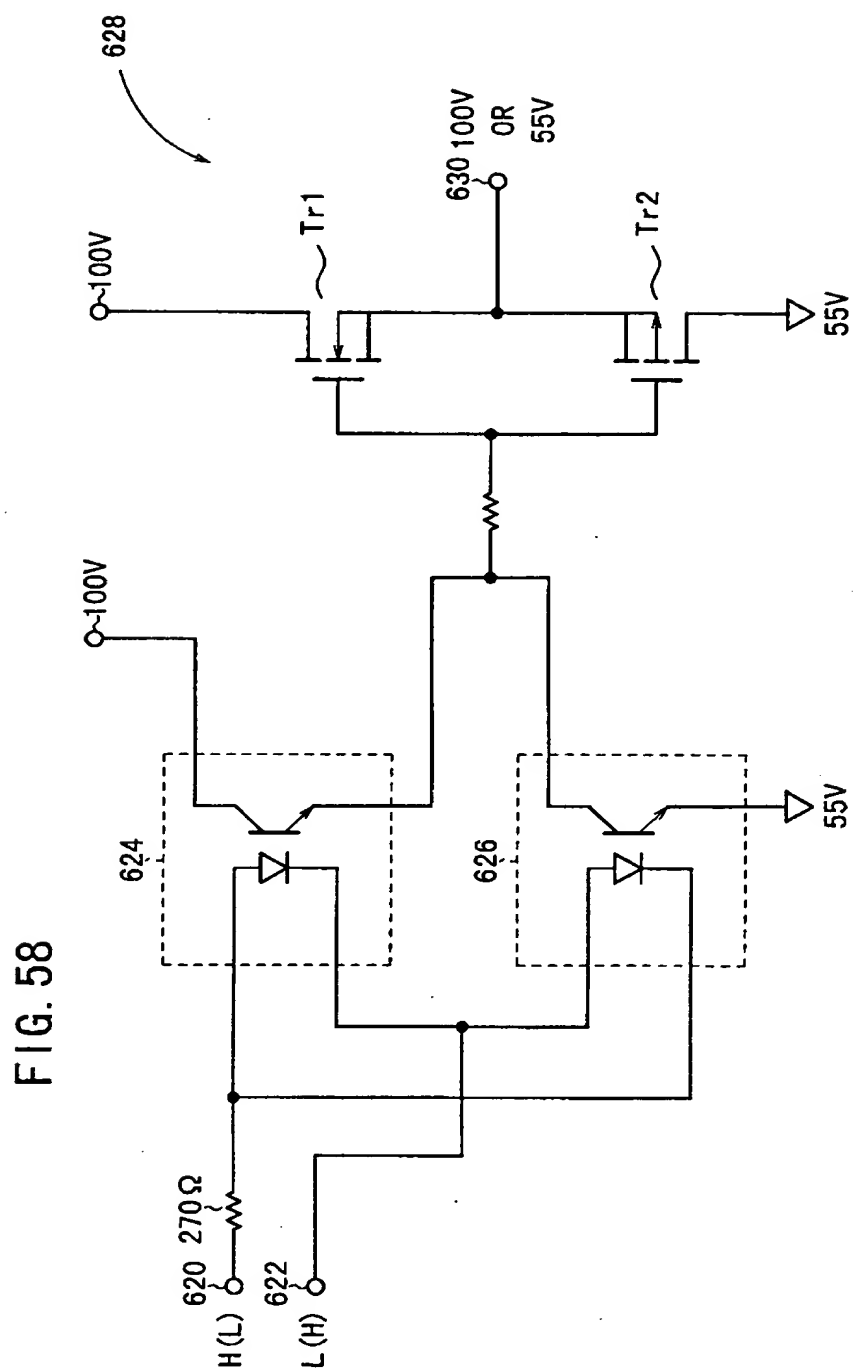 FIG. 58
628
100V
100V
Tr1
630
100V
OR
55V
Tr2
55V
624
626
55V
270Ω
620
H(L)
622
L(H)